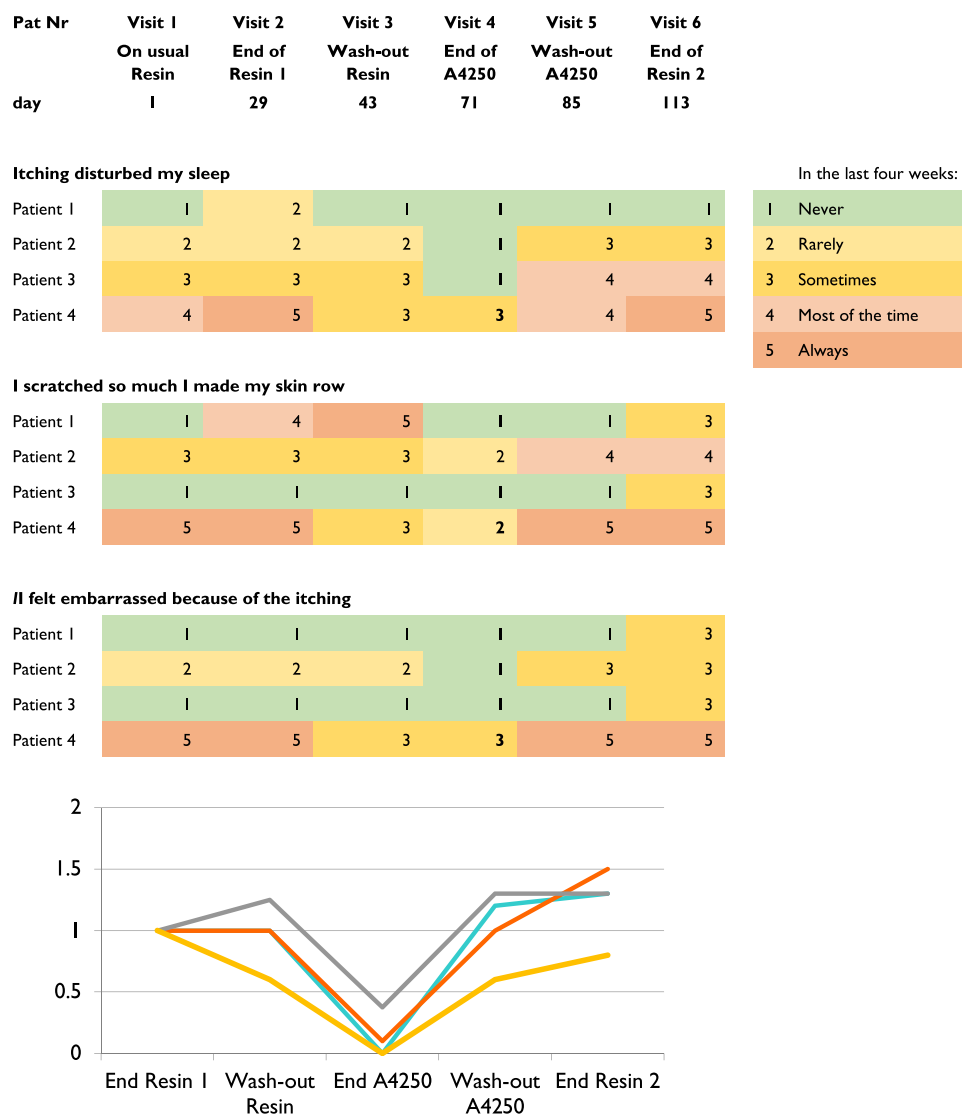 Pat Nr Visit 1 Visit 2 Visit 3 Visit 4 Visit 5 Visit 6
On usual End of Wash-out End of Wash-out End of
Resin Resin 1 Resin A4250 A4250 Resin 2
day 1 29 43 71 85 113
Itching disturbed my sleep In the last four weeks:
Patient 1 1 2 1 1 1 1 1 Never
Patient 2 2 2 2 1 3 3 2 Rarely
Patient 3 3 3 3 1 4 4 3 Sometimes
Patient 4 4 5 3 3 4 5 4 Most of the time
5 Always
I scratched so much I made my skin row
Patient 1 1 4 5 1 1 3
Patient 2 3 3 3 2 4 4
Patient 3 1 1 1 1 1 3
Patient 4 5 5 3 2 5 5
II felt embarrassed because of the itching
Patient 1 1 1 1 1 1 3
Patient 2 2 2 2 1 3 3
Patient 3 1 1 1 1 1 3
Patient 4 5 5 3 3 5 5
2
1.5
1
0.5
0
End Resin 1 Wash-out End A4250 Wash-out End Resin 2
Resin A4250